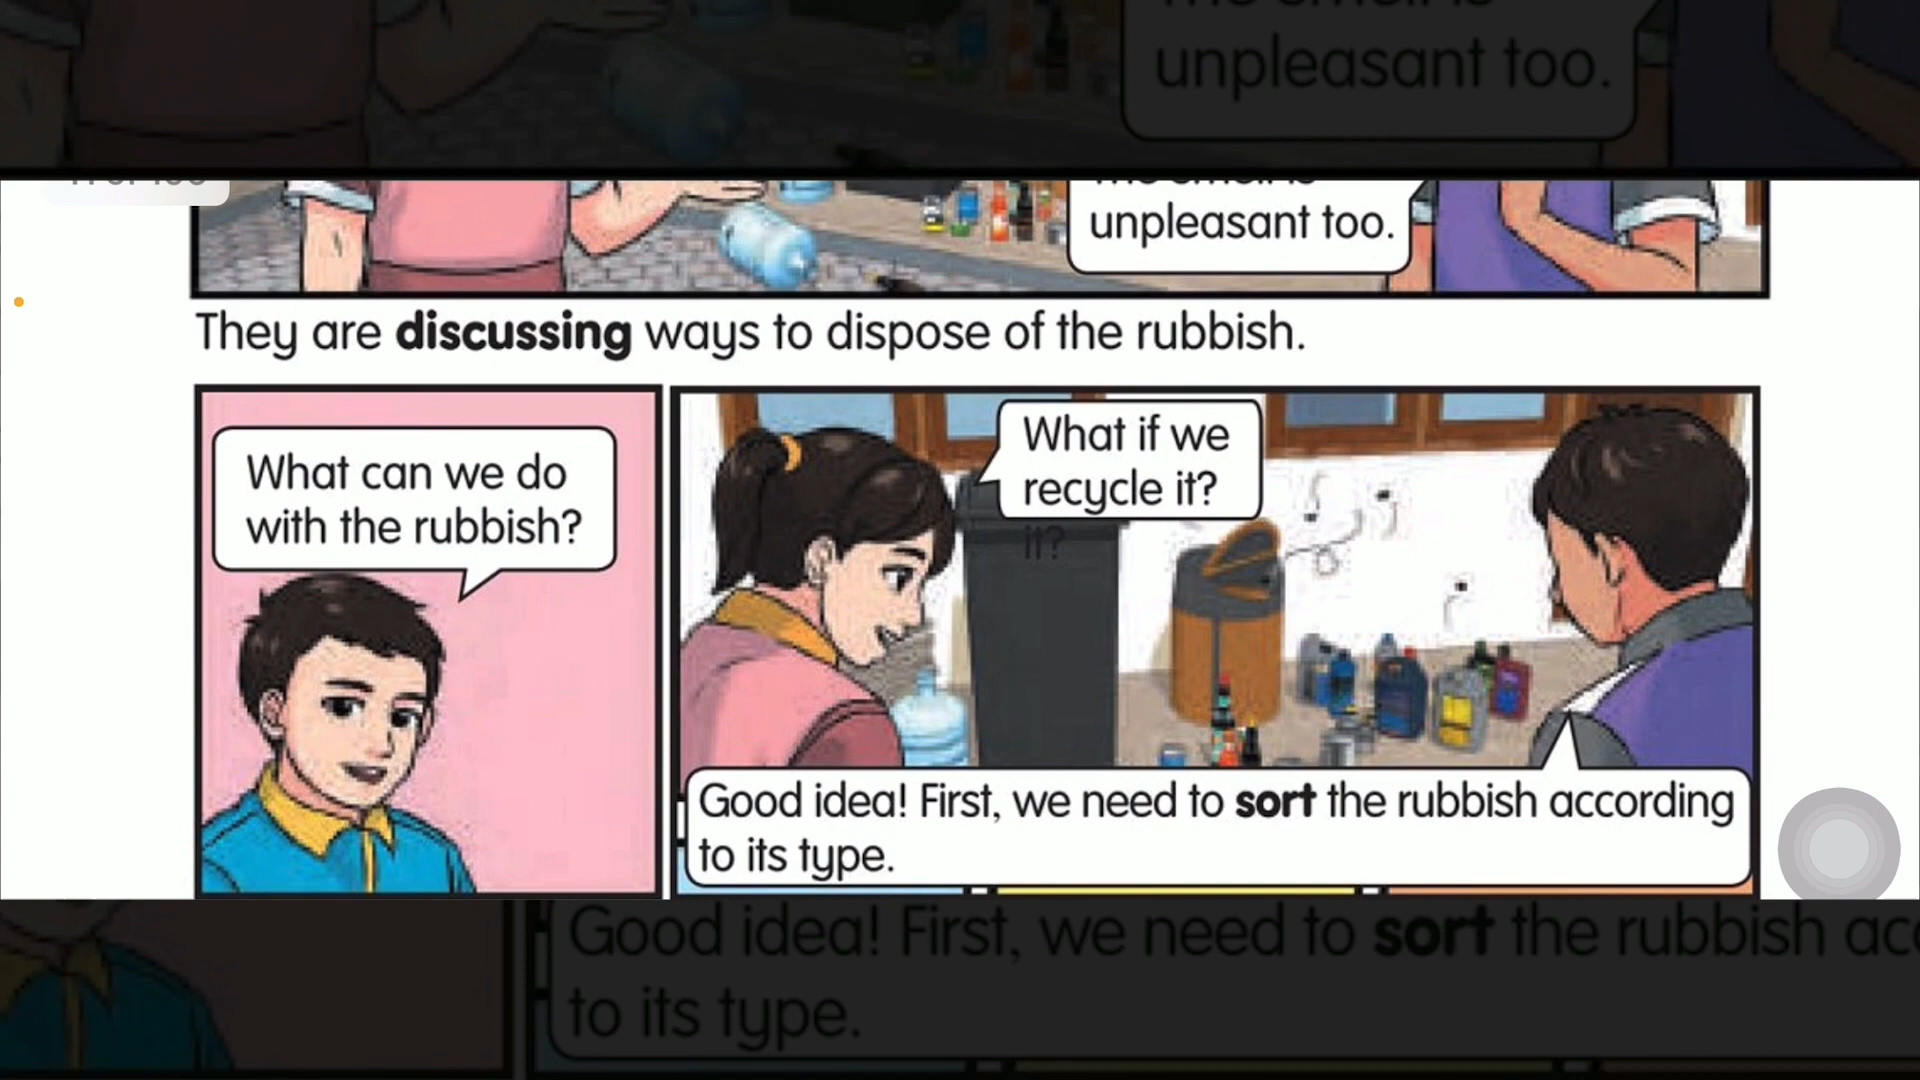 unpleasant too.
unpleasant too.
They are discussing ways to dispose of the rubbish.
What can we do
with the rubbish?
What if we
recycle it?
it?
Good idea! First, we need to sort the rubbish according
to its type.
Good idea! First, we need to sort the rubbish
to its type.